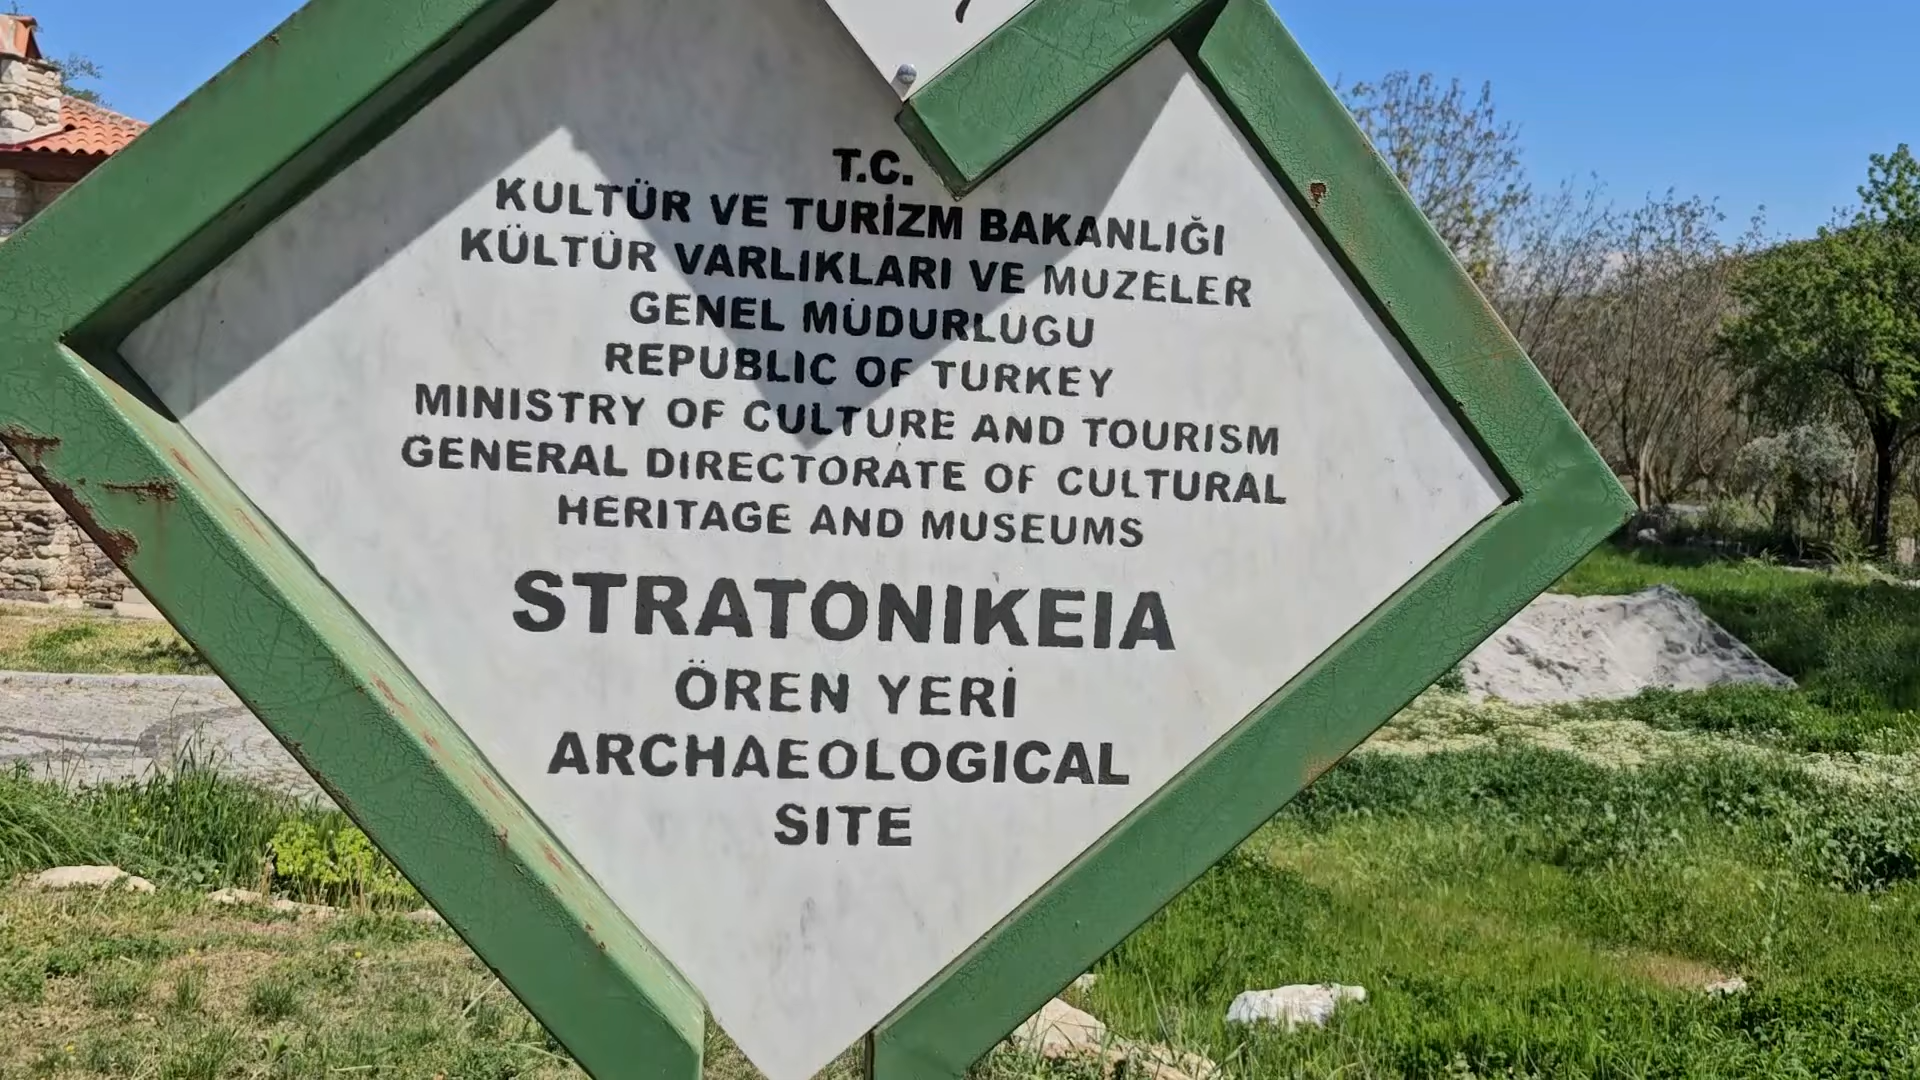 T.C.
KULTÜR VE TURİZM BAKANLIĞI
KÜLTÜR VARLIKLARI VE MUZELER
GENEL MÜDURLUGU
REPUBLIC OF TURKEY
MINISTRY OF CULTURE AND TOURISM
GENERAL DIRECTORATE OF CULTURAL
HERITAGE AND MUSEUMS
STRATONIKEIA
ÖREN YERİ
ARCHAEOLOGICAL
SITE